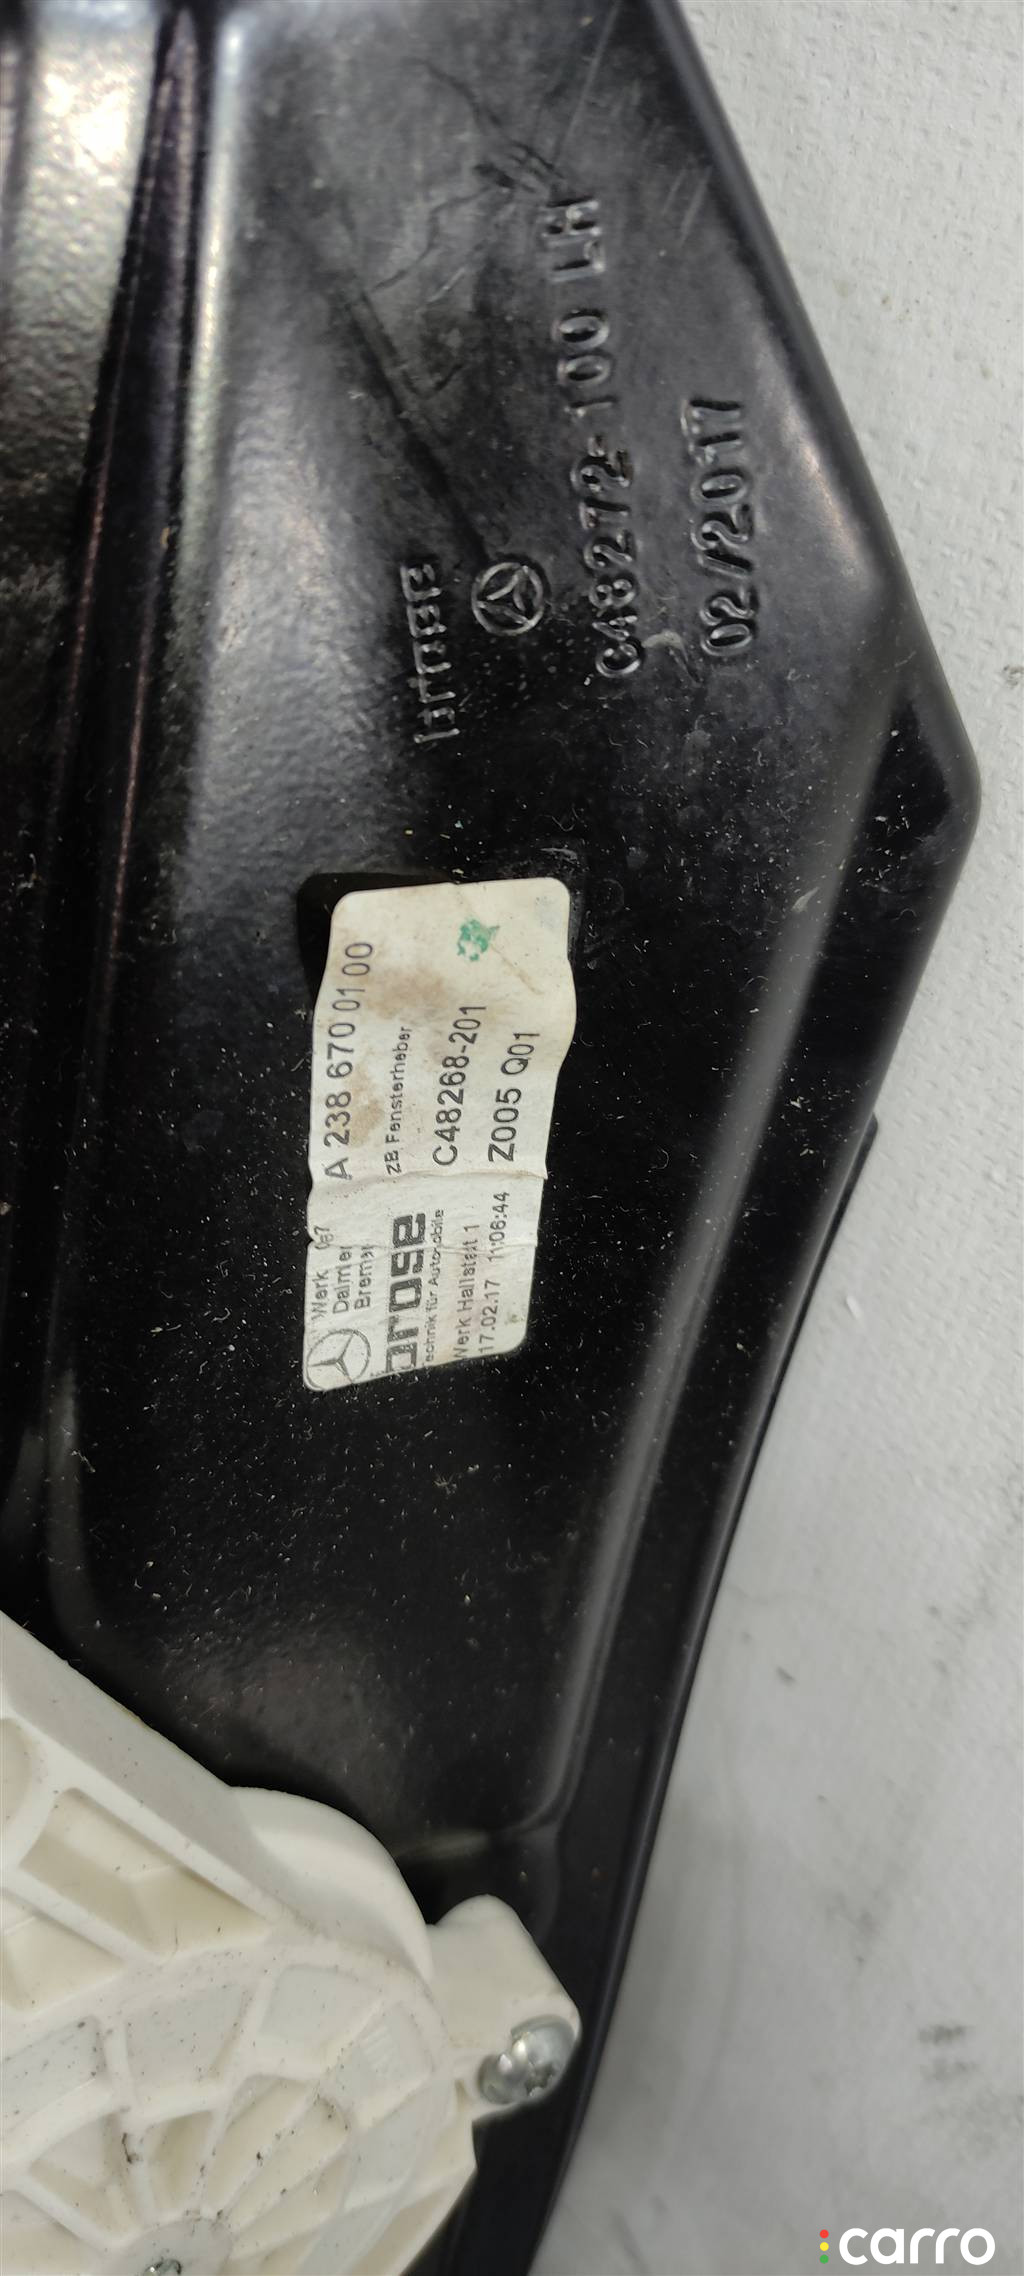 brose
C48272-100 LH
02/2017
A 238 670 01 00
ZB Fensterheber
C48268-201
Z005 Q01
Werk 067
Daimler
Bremen
brose
Technik für Automobile
Werk Hallstadt 1
17.02.17 11:06:44
carro